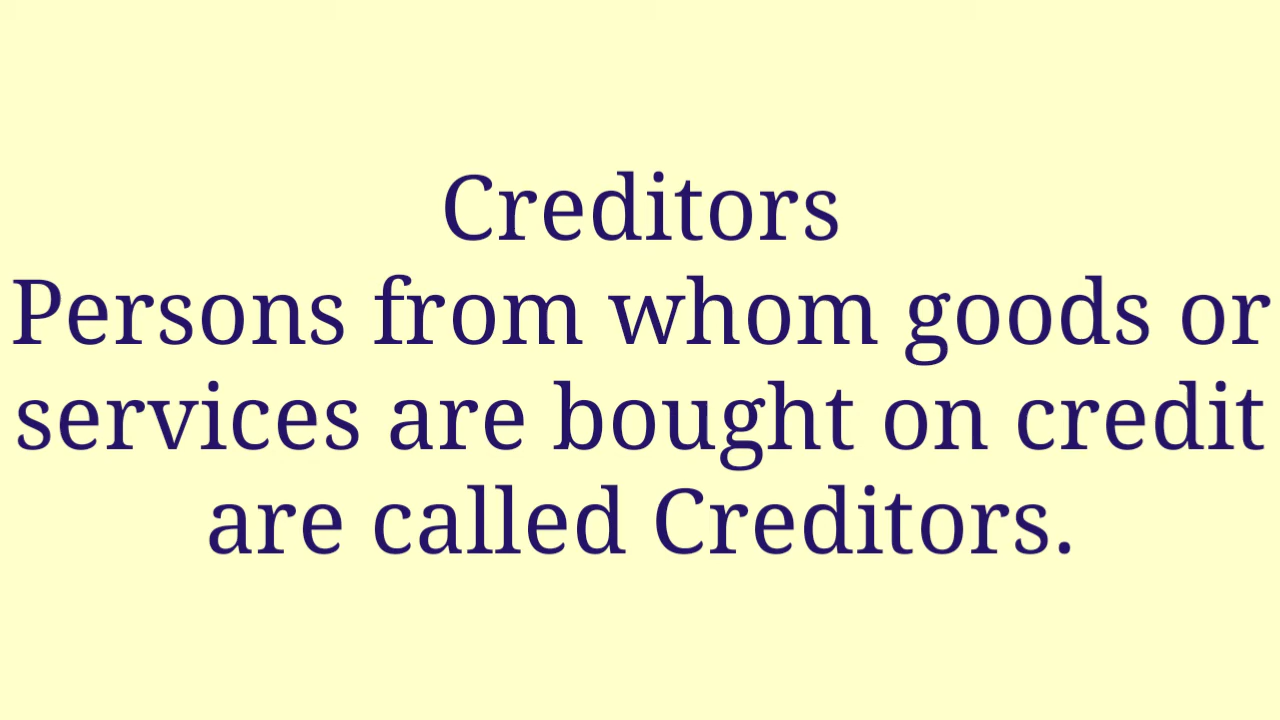 Creditors
Persons from whom goods or
services are bought on credit
are called Creditors.